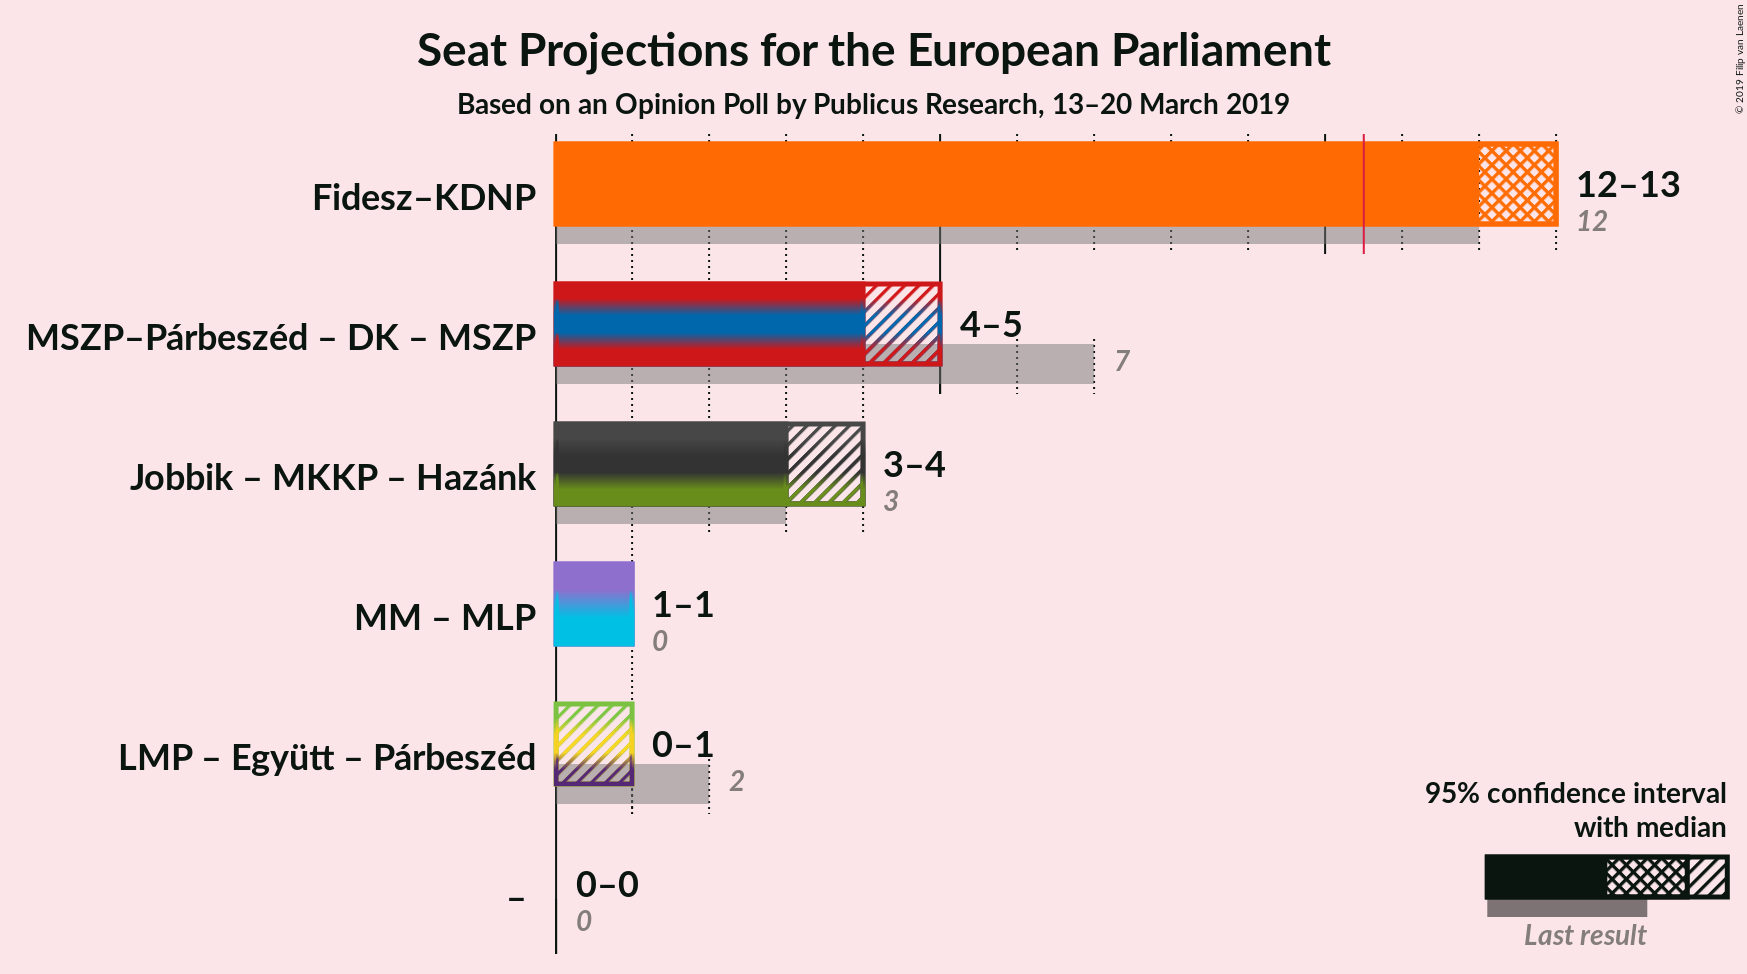 Seat Projections for the European Parliament
Based on an Opinion Poll by Publicus Research, 13–20 March 2019
© 2019 Filip van Laenen
Fidesz–KDNP
12–13
12
MSZP–Párbeszéd – DK – MSZP
4–5
7
Jobbik – MKKP – Hazánk
3–4
3
MM – MLP
1–1
0
LMP – Együtt – Párbeszéd
0–1
2
–
0–0
0
95% confidence interval
with median
Last result